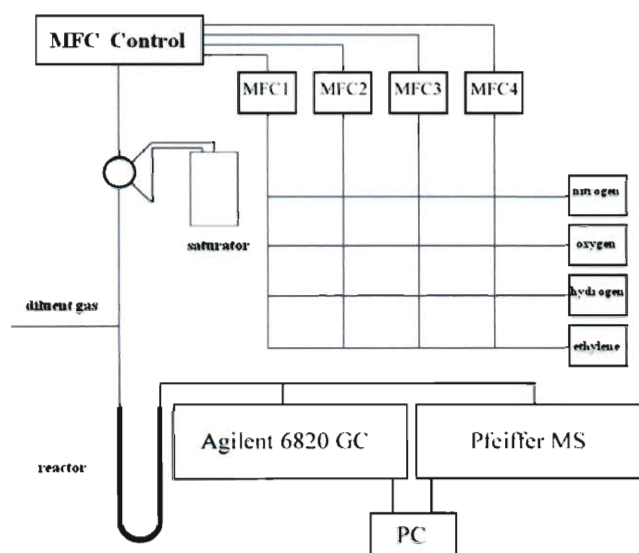 MFC Control
MFC1 MFC2 MFC3 MFC4
nitrogen
saturator
oxygen
diluent gas
hydrogen
ethylene
Agilent 6820 GC
Pfeiffer MS
reactor
PC